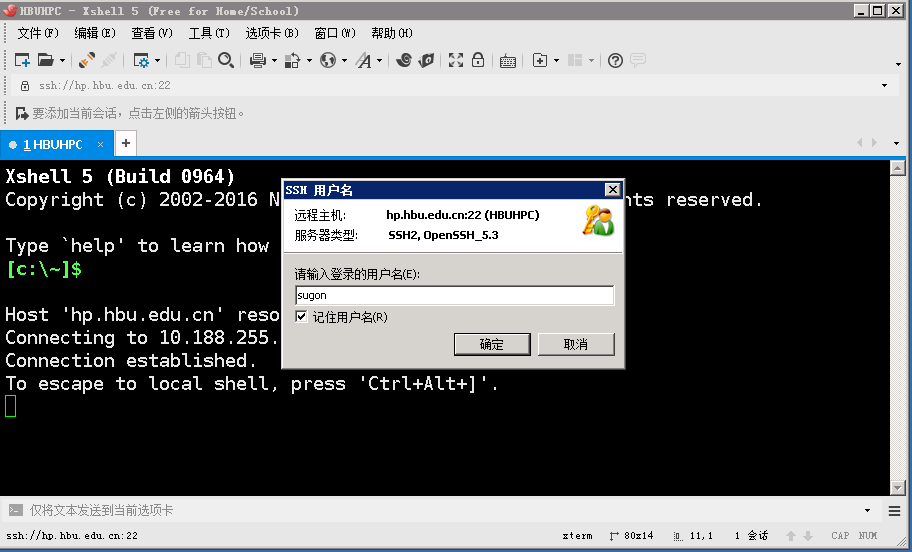 HBUHPC - Xshell 5 (Free for Home/School)
文件(F) 编辑(E) 查看(V) 工具(T) 选项卡(B) 窗口(W) 帮助(H)
ssh://hp.hbu.edu.cn:22
要添加当前会话，点击左侧的箭头按钮。
1 HBUHPC × +
Xshell 5 (Build 0964)
Copyright (c) 2002-2016 N
nts reserved.
Type `help' to learn how
[c:\~]$
Host 'hp.hbu.edu.cn' reso
Connecting to 10.188.255.
Connection established.
To escape to local shell, press 'Ctrl+Alt+]'.
SSH 用户名
远程主机: hp.hbu.edu.cn:22 (HBUHPC)
服务器类型: SSH2, OpenSSH_5.3
请输入登录的用户名(E):
sugon
记住用户名(R)
确定 取消
仅将文本发送到当前选项卡
ssh://hp.hbu.edu.cn:22 xterm 80x14 11,1 1 会话 CAP NUM